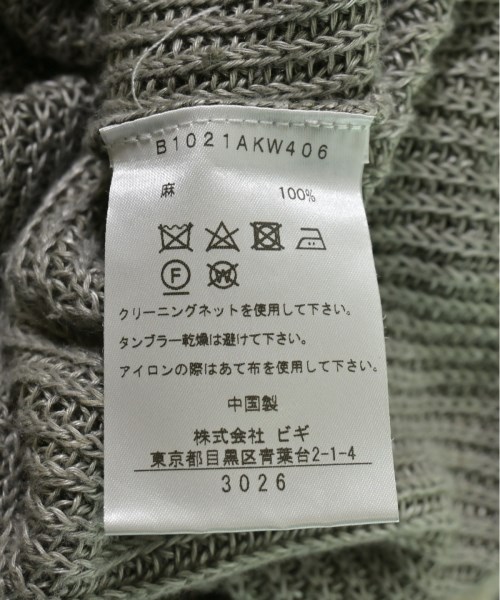 B1021AKW406
麻 100%
F W
クリーニングネットを使用して下さい。
タンブラー乾燥は避けて下さい。
アイロンの際はあて布を使用して下さい。
中国製
株式会社 ビギ
東京都目黒区青葉台2-1-4
3026